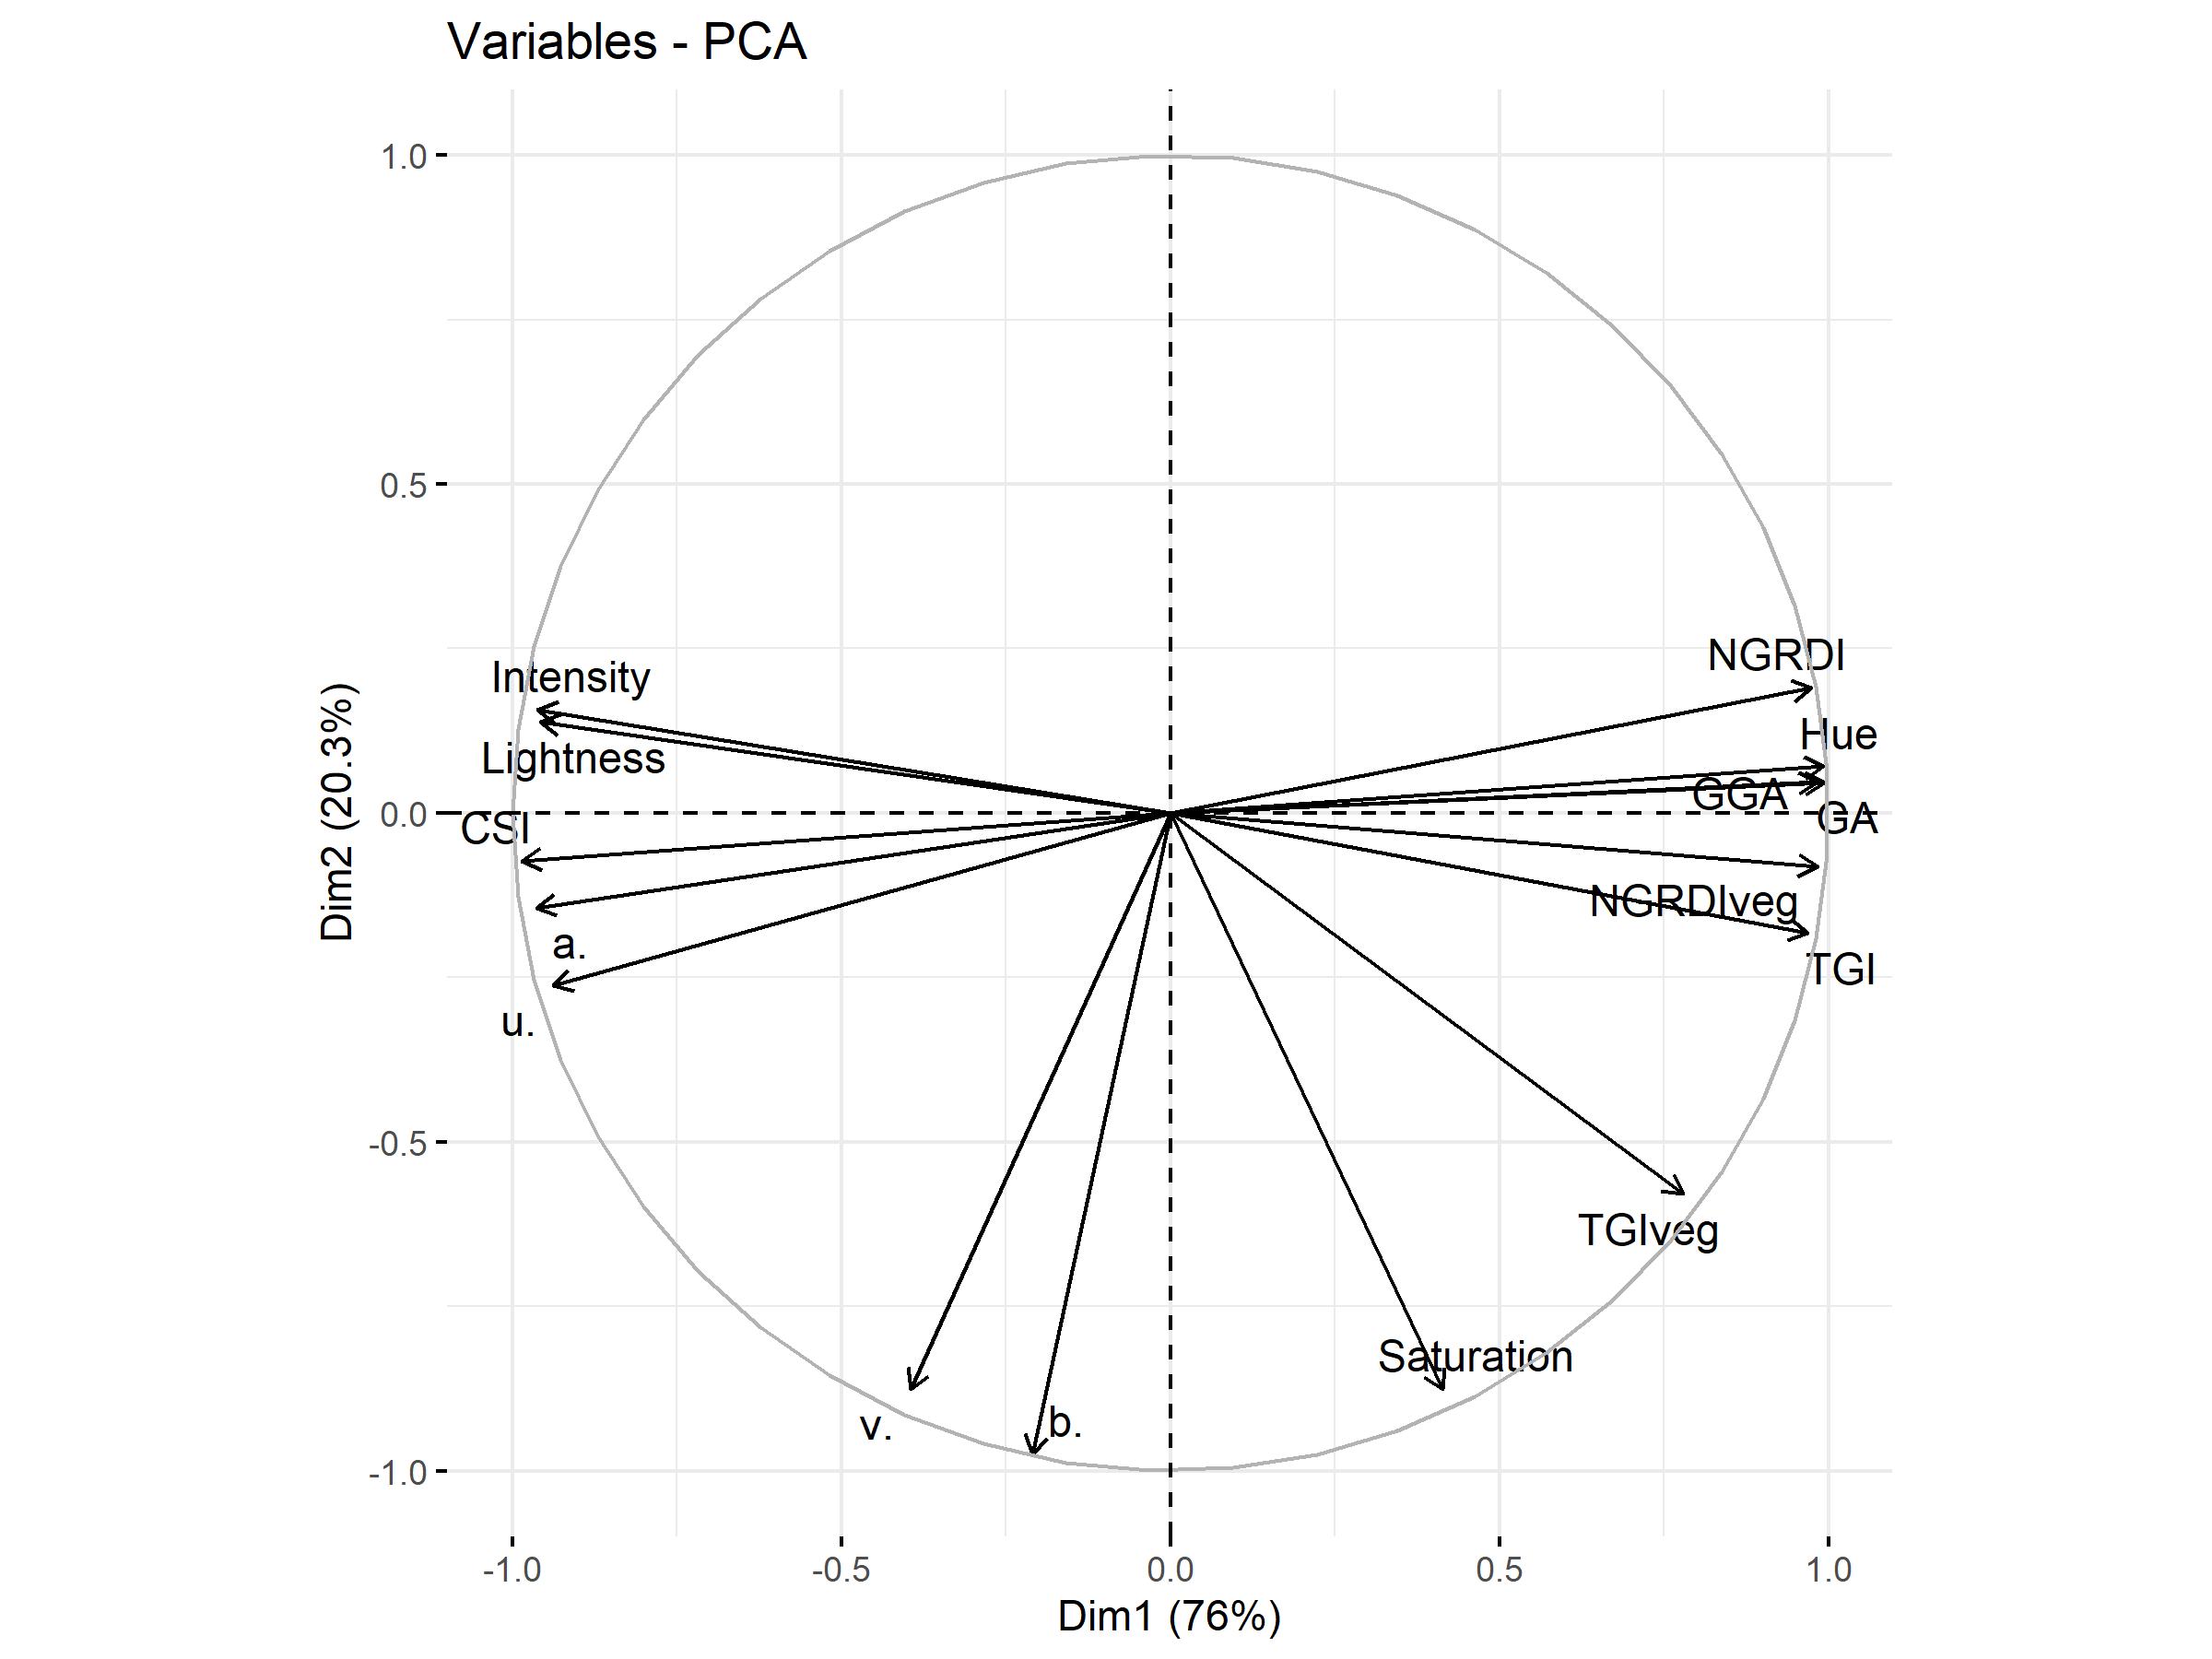 Variables - PCA
1.0
0.5
0.0
-0.5
-1.0
Dim2 (20.3%)
NGRDI
Intensity
Hue
Lightness
GGA
GA
CSI
NGRDIveg
a.
TGI
u.
TGIveg
Saturation
v.
b.
-1.0
-0.5
0.0
0.5
1.0
Dim1 (76%)